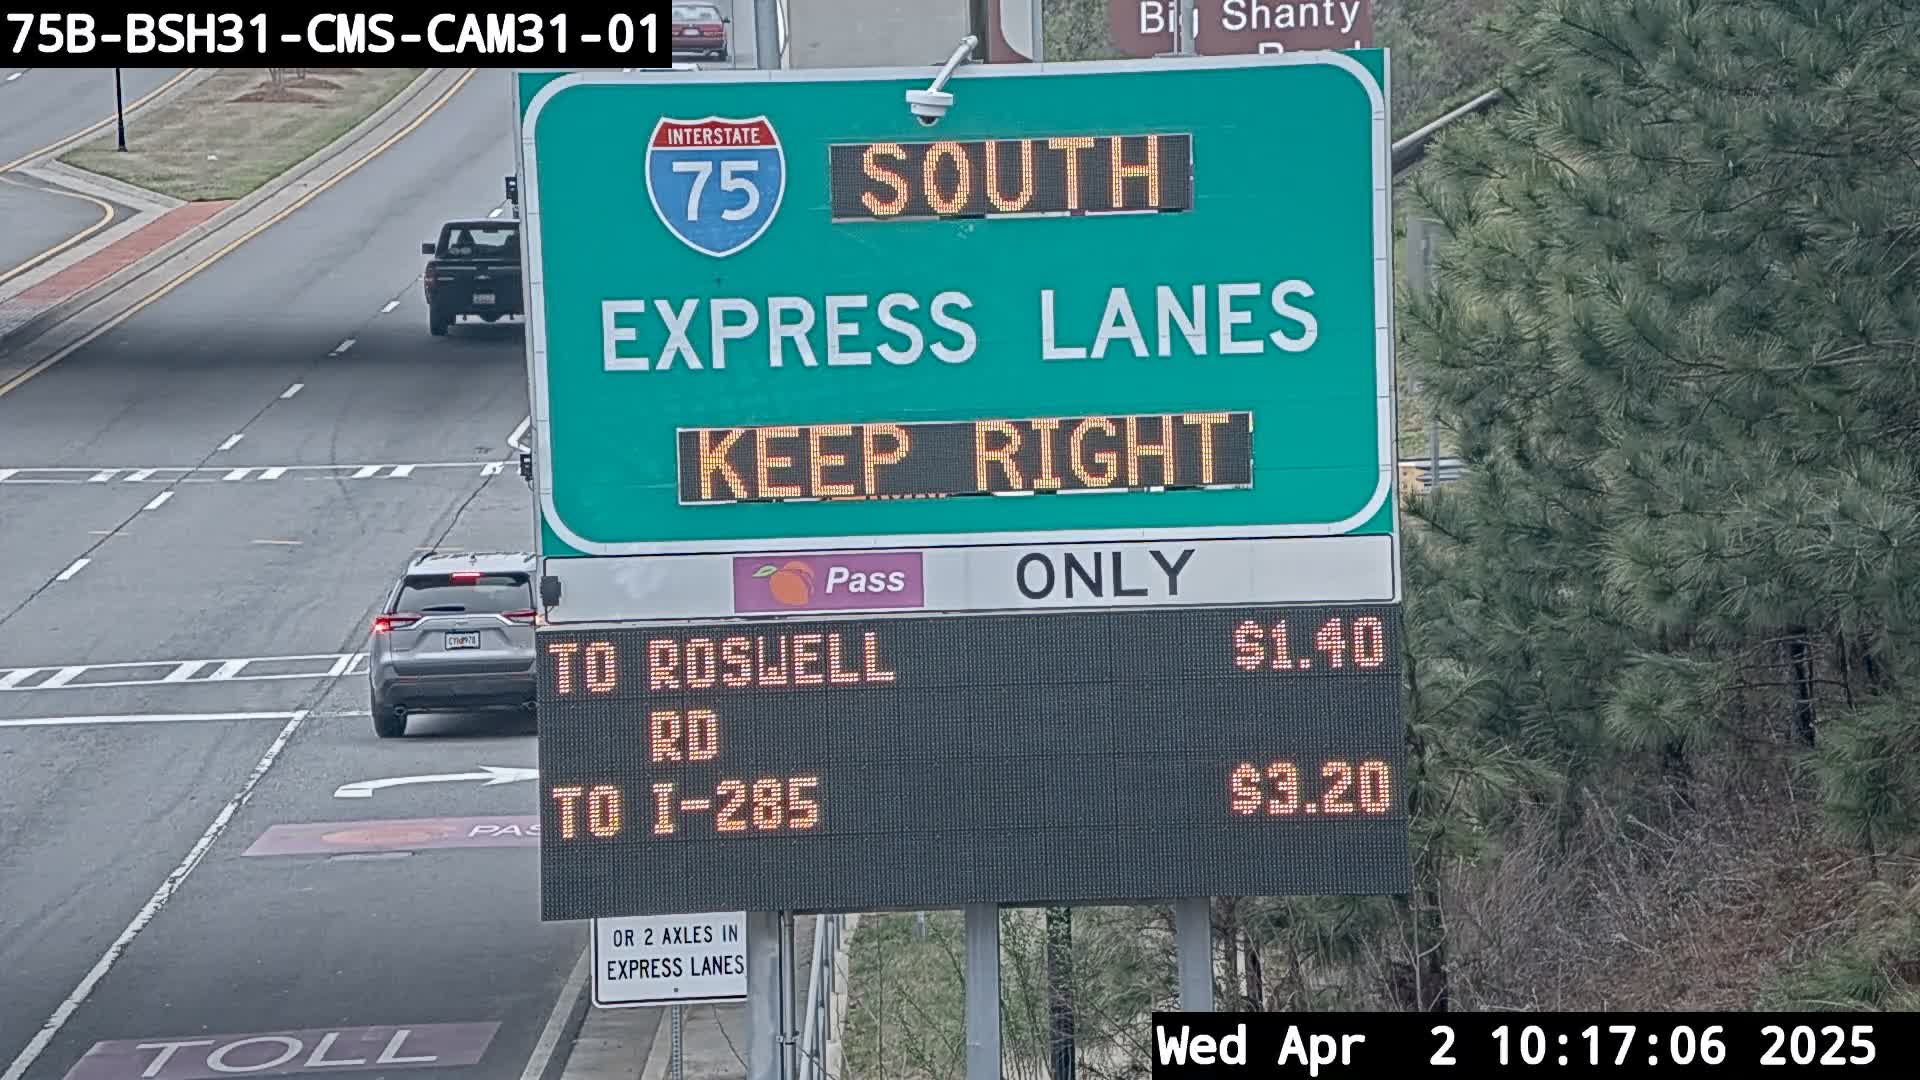 75B-BSH31-CMS-CAM31-01
Big Shanty
Road
INTERSTATE
75
SOUTH
EXPRESS LANES
KEEP RIGHT
Pass ONLY
TO ROSWELL $1.40
RD
TO I-285 $3.20
PAS
OR 2 AXLES IN
EXPRESS LANES
TOLL
Wed Apr 2 10:17:06 2025